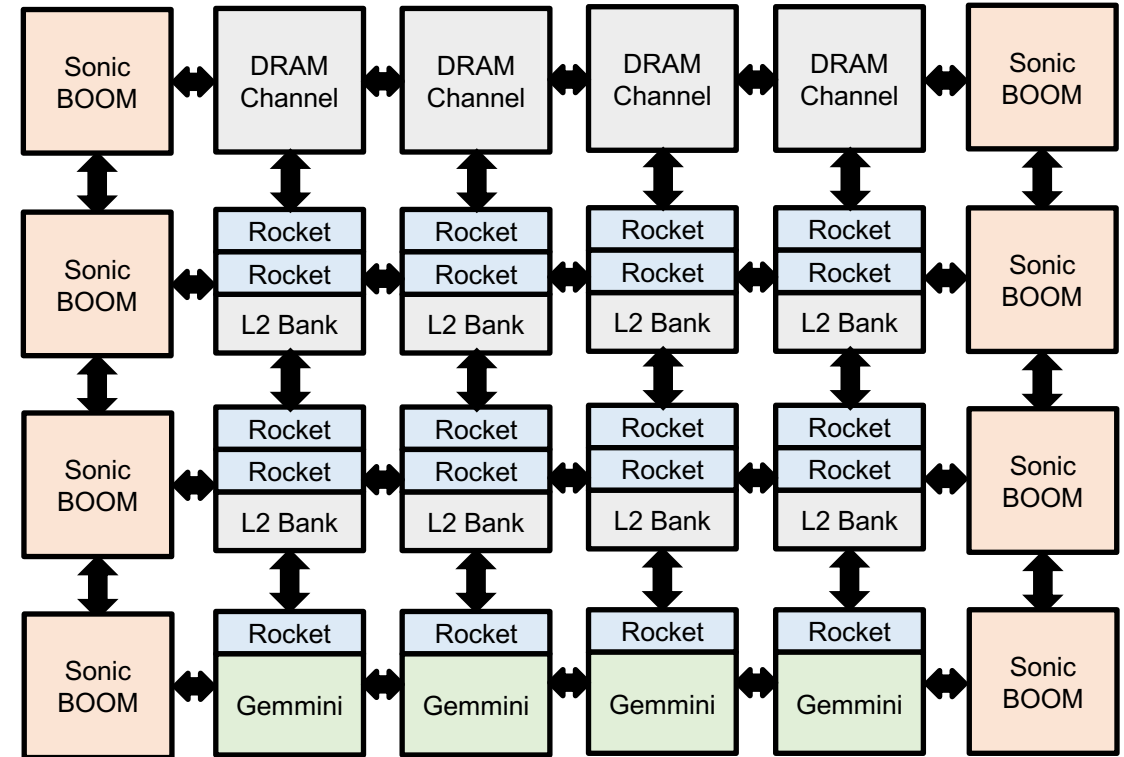 Sonic
BOOM
DRAM
Channel
DRAM
Channel
DRAM
Channel
DRAM
Channel
Sonic
BOOM
Sonic
BOOM
Rocket
Rocket
L2 Bank
Rocket
Rocket
L2 Bank
Rocket
Rocket
L2 Bank
Rocket
Rocket
L2 Bank
Sonic
BOOM
Sonic
BOOM
Rocket
Rocket
L2 Bank
Rocket
Rocket
L2 Bank
Rocket
Rocket
L2 Bank
Rocket
Rocket
L2 Bank
Sonic
BOOM
Sonic
BOOM
Rocket
Gemmini
Rocket
Gemmini
Rocket
Gemmini
Rocket
Gemmini
Sonic
BOOM